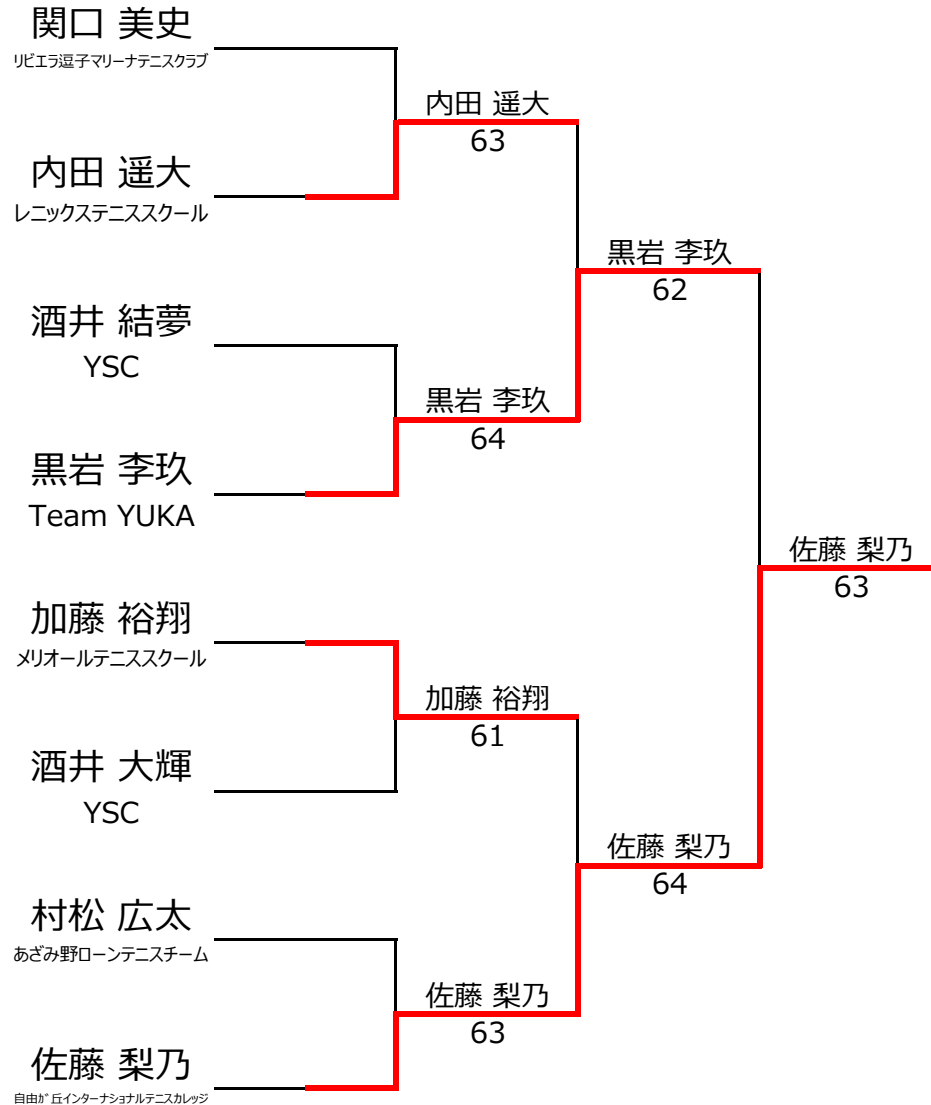 関口 美史
リビエラ逗子マリーナテニスクラブ
内田 遥大
63
内田 遥大
レニックステニススクール
黒岩 李玖
62
酒井 結夢
YSC
黒岩 李玖
64
黒岩 李玖
Team YUKA
佐藤 梨乃
63
加藤 裕翔
メリオールテニススクール
加藤 裕翔
61
酒井 大輝
YSC
佐藤 梨乃
64
村松 広太
あざみ野ローンテニスチーム
佐藤 梨乃
63
佐藤 梨乃
自由が丘インターナショナルテニスカレッジ